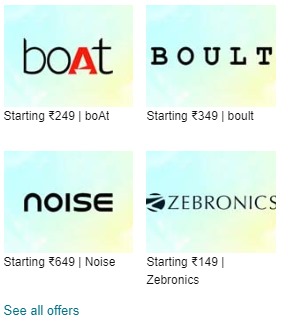 boAt
BOULT
Starting ₹249 | boAt
Starting ₹349 | boult
noise
ZEBRONICS
Starting ₹649 | Noise
Starting ₹149 |
Zebronics
See all offers